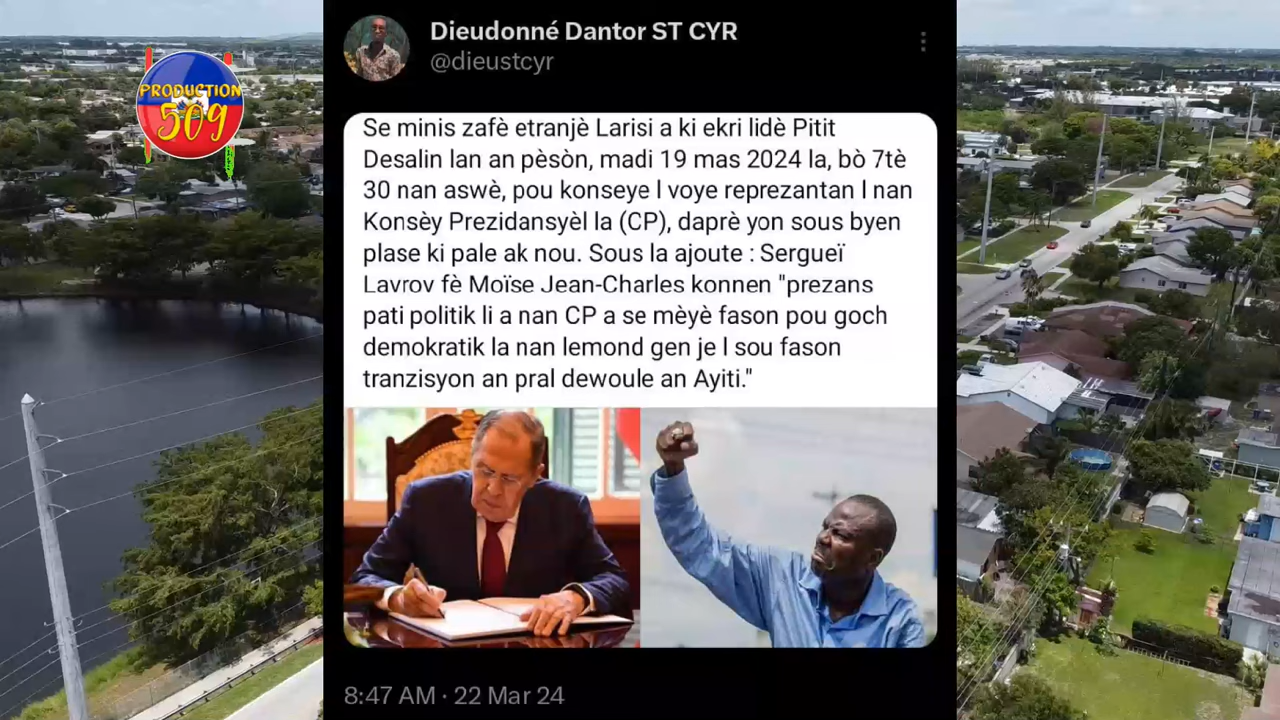 PRODUCTION
509
Dieudonné Dantor ST CYR
@dieustcyr
Se minis zafè etranjè Larisi a ki ekri lidè Pitit
Desalin lan an pèsòn, madi 19 mas 2024 la, bò 7tè
30 nan aswè, pou konseye l voye reprezantan l nan
Konsèy Prezidansyèl la (CP), daprè yon sous byen
plase ki pale ak nou. Sous la ajoute : Sergueï
Lavrov fè Moïse Jean-Charles konnen "prezans
pati politik li a nan CP a se mèyè fason pou goch
demokratik la nan lemond gen je l sou fason
tranzisyon an pral dewoule an Ayiti."
8:47 AM · 22 Mar 24